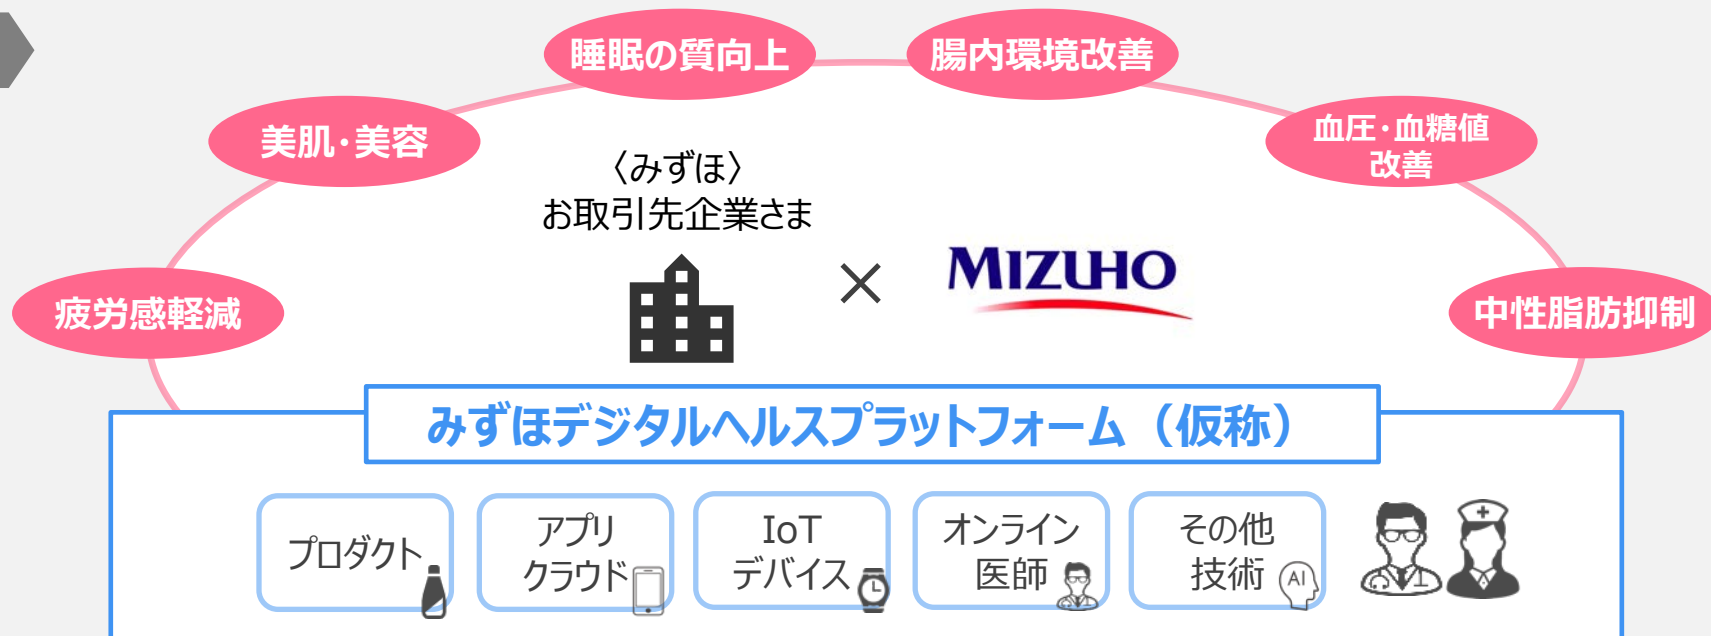 睡眠の質向上
腸内環境改善
美肌・美容
血圧・血糖値
改善
〈みずほ〉
お取引先企業さま
×
MIZUHO
疲労感軽減
中性脂肪抑制
みずほデジタルヘルスプラットフォーム（仮称）
プロダクト
アプリ
クラウド
IoT
デバイス
オンライン
医師
その他
技術
AI